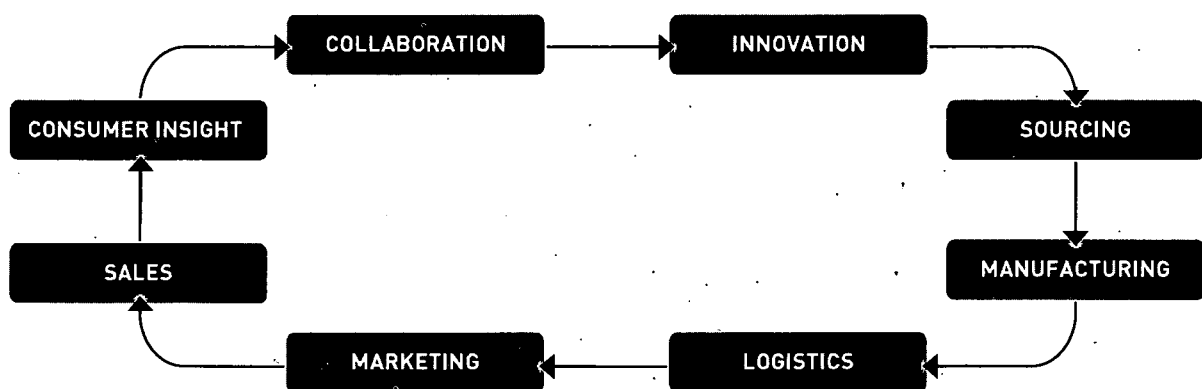 COLLABORATION
INNOVATION
CONSUMER INSIGHT
SOURCING
SALES
MANUFACTURING
MARKETING
LOGISTICS